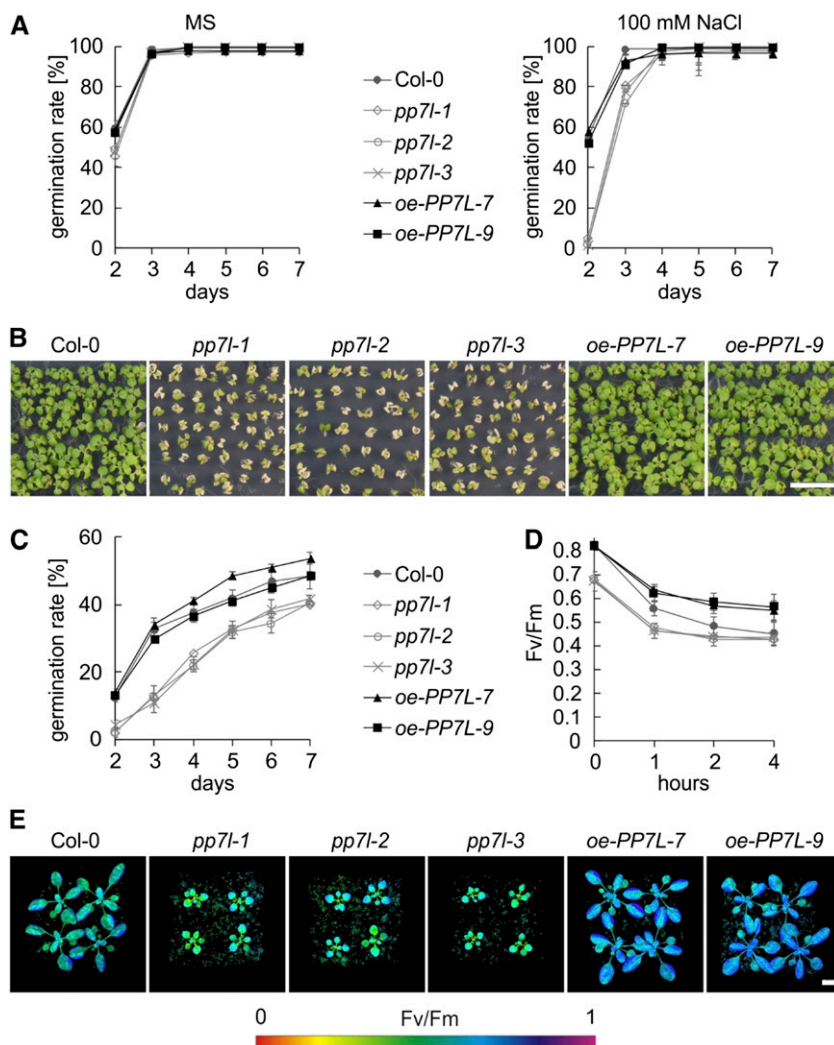 A
MS
100 mM NaCl
germination rate [%]
100
80
60
40
20
0
2 3 4 5 6 7
days
Col-0
pp7l-1
pp7l-2
pp7l-3
oe-PP7L-7
oe-PP7L-9
germination rate [%]
100
80
60
40
20
0
2 3 4 5 6 7
days
B
Col-0 pp7l-1 pp7l-2 pp7l-3 oe-PP7L-7 oe-PP7L-9
C
germination rate [%]
60
40
20
0
2 3 4 5 6 7
days
Col-0
pp7l-1
pp7l-2
pp7l-3
oe-PP7L-7
oe-PP7L-9
D
Fv/Fm
0.8
0.7
0.6
0.5
0.4
0.3
0.2
0.1
0
0 1 2 4
hours
E
Col-0 pp7l-1 pp7l-2 pp7l-3 oe-PP7L-7 oe-PP7L-9
0 Fv/Fm 1